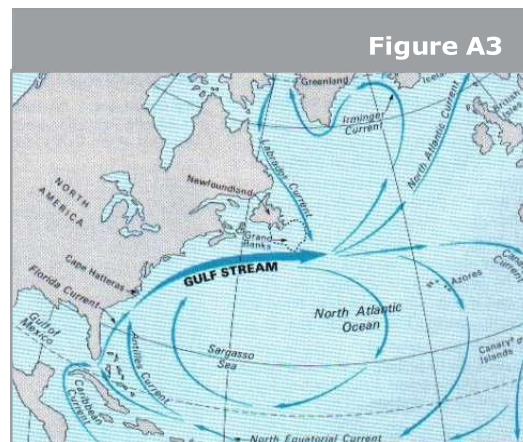 Figure A3
Greenland
Irminger
Current
British
Labrador Current
North Atlantic Current
Newfoundland
NORTH
AMERICA
Grand
Banks
Cape Hatteras
GULF STREAM
Florida Current
Azores
Gulf of
Mexico
North Atlantic
Ocean
Antilles Current
Sargasso
Sea
Canary
Islands
Caribbean
Current
North Equatorial Current